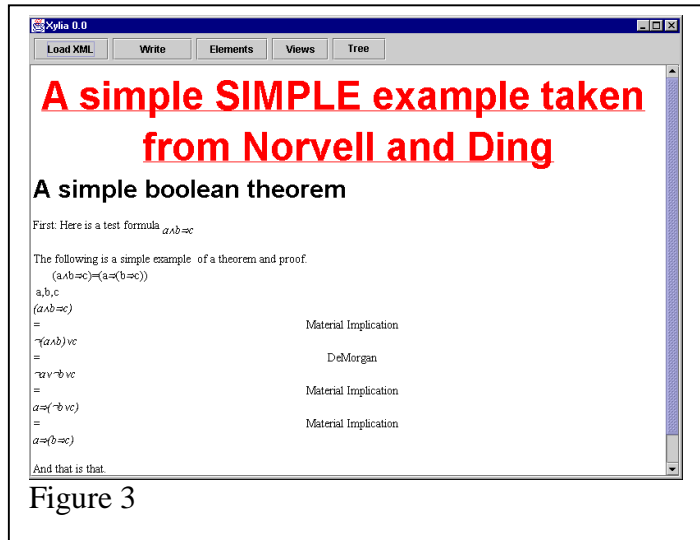 Xylia 0.0
Load XML Write Elements Views Tree
A simple SIMPLE example taken
from Norvell and Ding
A simple boolean theorem
First: Here is a test formula a∧b⇒c
The following is a simple example of a theorem and proof.
(a∧b⇒c)=(a⇒(b⇒c))
a,b,c
(a∧b⇒c)
= Material Implication
¬(a∧b)∨c
= DeMorgan
¬a∨¬b∨c
= Material Implication
a⇒(¬b∨c)
= Material Implication
a⇒(b⇒c)
And that is that.
Figure 3